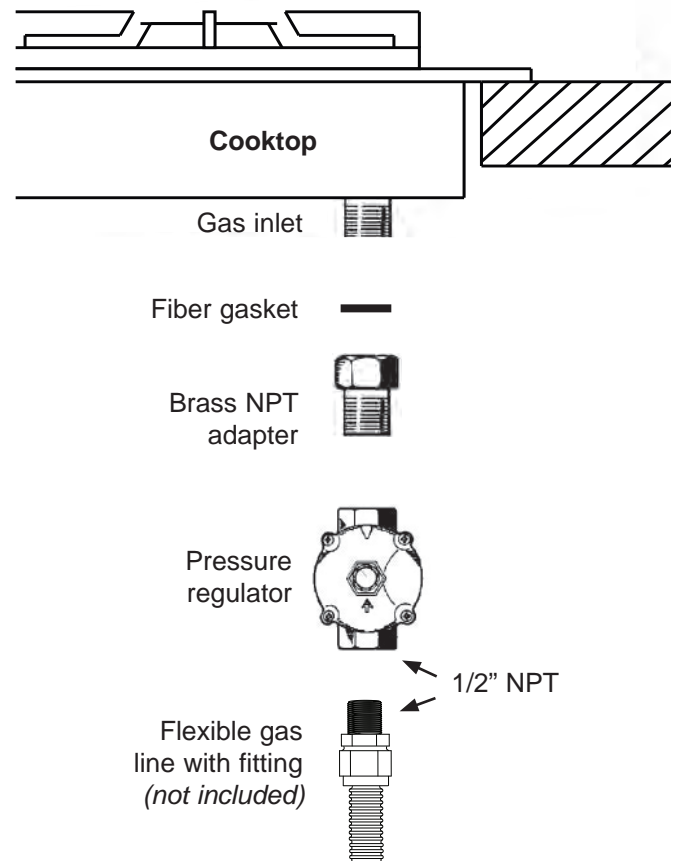 Cooktop
Gas inlet
Fiber gasket
Brass NPT
adapter
Pressure
regulator
1/2” NPT
Flexible gas
line with fitting
(not included)